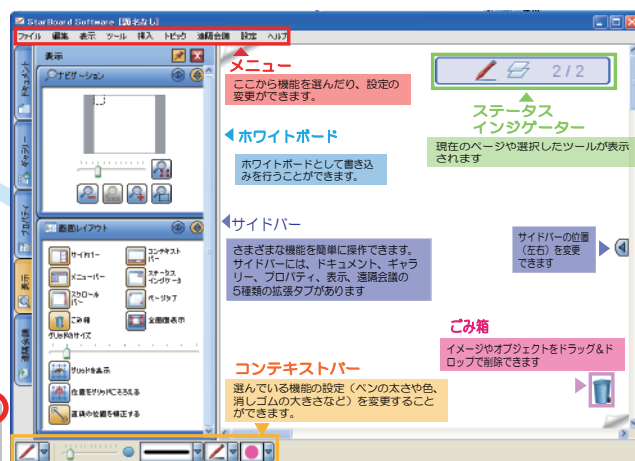 StarBoard Software [題名なし]
ファイル 編集 表示 ツール 挿入 トピック 遠隔会議 設定 ヘルプ
表示
ナビゲーション
メニュー
ここから機能を選んだり、設定の
変更ができます。
2/2
ステータス
インジゲーター
現在のページや選択したツールが表示
されます
ホワイトボード
ホワイトボードとして書き込
みを行うことができます。
ドキュメント
ギャラリー
プロパティ
表示
遠隔会議
画面レイアウト
サイドバー
コンテキスト
バー
メニューバー
ステータス
インジケータ
スクロール
バー
ページタブ
ごみ箱
全画面表示
グリッドのサイズ
グリッドを表示
位置をグリッドにそろえる
直線の位置を補正する
サイドバー
さまざまな機能を簡単に操作できます。
サイドバーには、ドキュメント、ギャラ
リー、プロパティ、表示、遠隔会議の
5種類の拡張タブがあります
サイドバーの位置
（左右）を変更
できます
ごみ箱
イメージやオブジェクトをドラッグ&ド
ロップで削除できます
コンテキストバー
選んでいる機能の設定（ペンの太さや色、
消しゴムの大きさなど）を変更すること
ができます。